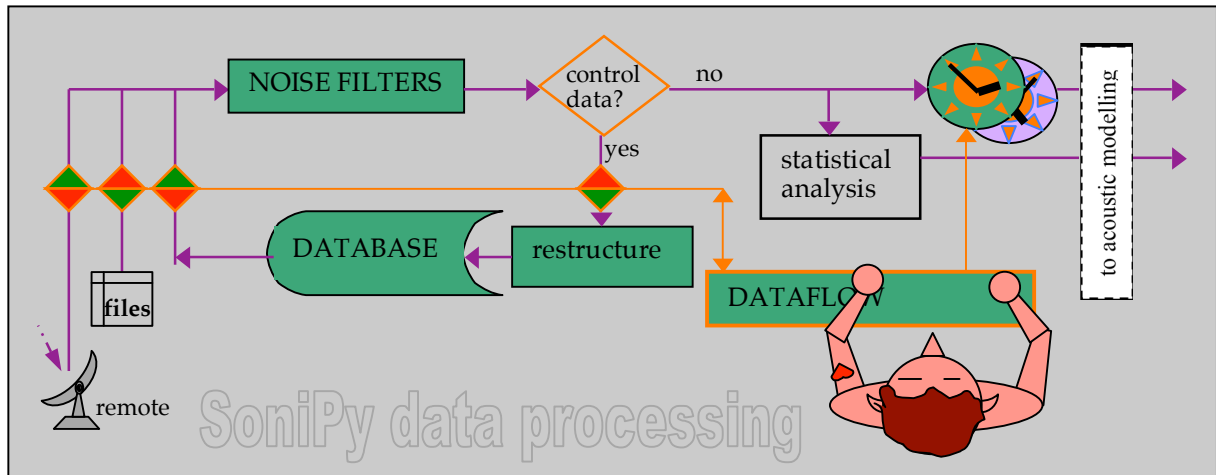 NOISE FILTERS
control
data?
no
yes
statistical
analysis
to acoustic modelling
DATABASE
restructure
files
DATAFLOW
remote
SoniPy data processing